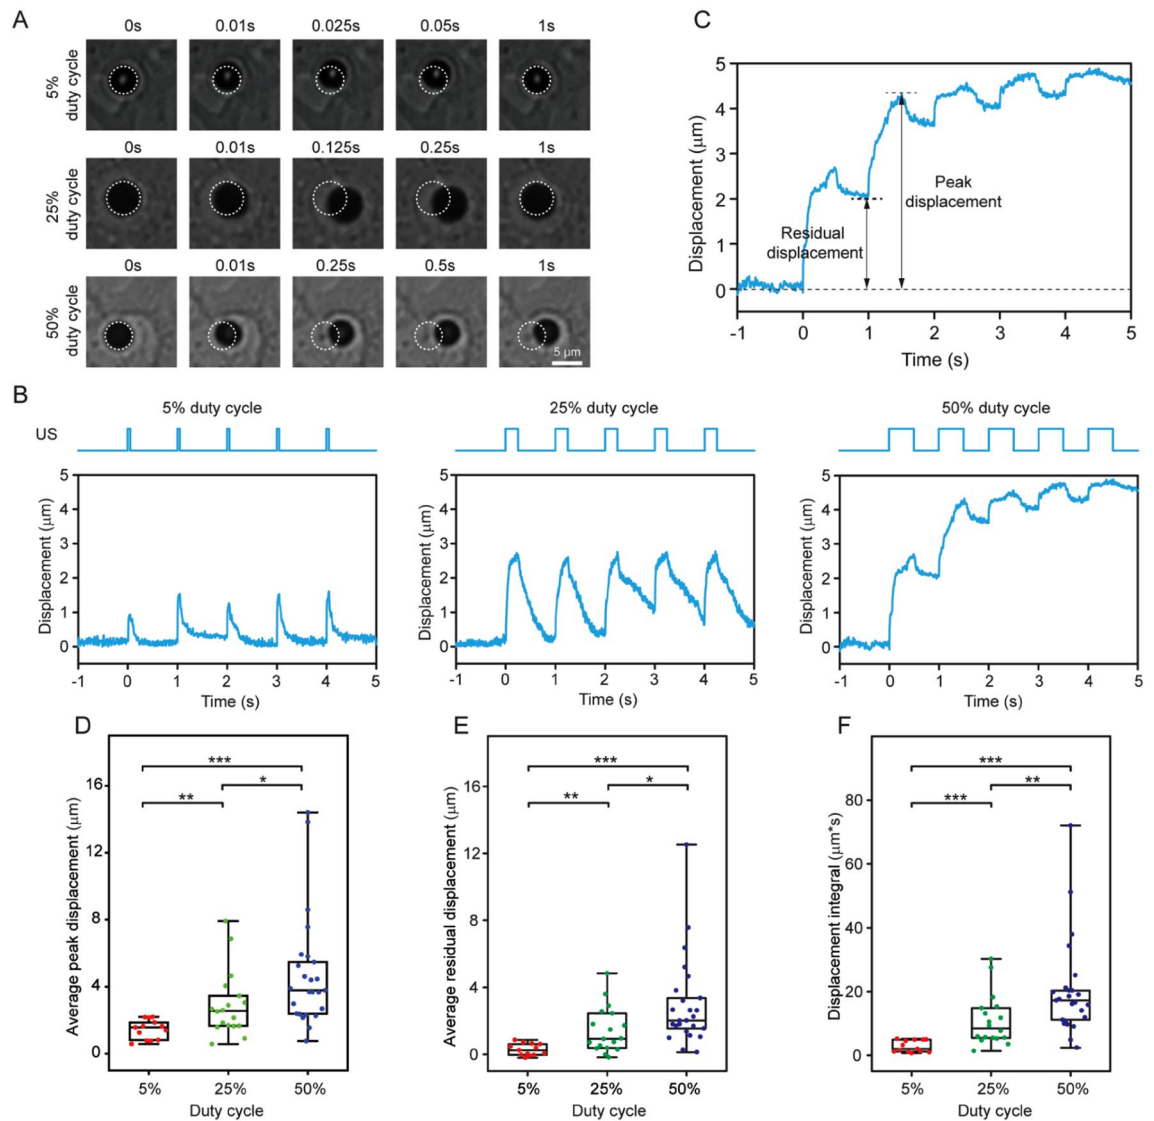 A
0s 0.01s 0.025s 0.05s 1s
5%
duty cycle
0s 0.01s 0.125s 0.25s 1s
25%
duty cycle
0s 0.01s 0.25s 0.5s 1s
50%
duty cycle
5 μm
C
5
4
3
2
1
0
Displacement (μm)
Peak
displacement
Residual
displacement
-1 0 1 2 3 4 5
Time (s)
B
5% duty cycle 25% duty cycle 50% duty cycle
US
5
4
3
2
1
0
Displacement (μm)
-1 0 1 2 3 4 5
Time (s)
5
4
3
2
1
0
Displacement (μm)
-1 0 1 2 3 4 5
Time (s)
5
4
3
2
1
0
Displacement (μm)
-1 0 1 2 3 4 5
Time (s)
D
***
*
**
16
12
8
4
0
Average peak displacement (μm)
5% 25% 50%
Duty cycle
E
***
*
**
16
12
8
4
0
Average residual displacement (μm)
5% 25% 50%
Duty cycle
F
***
**
***
80
60
40
20
0
Displacement integral (μm*s)
5% 25% 50%
Duty cycle